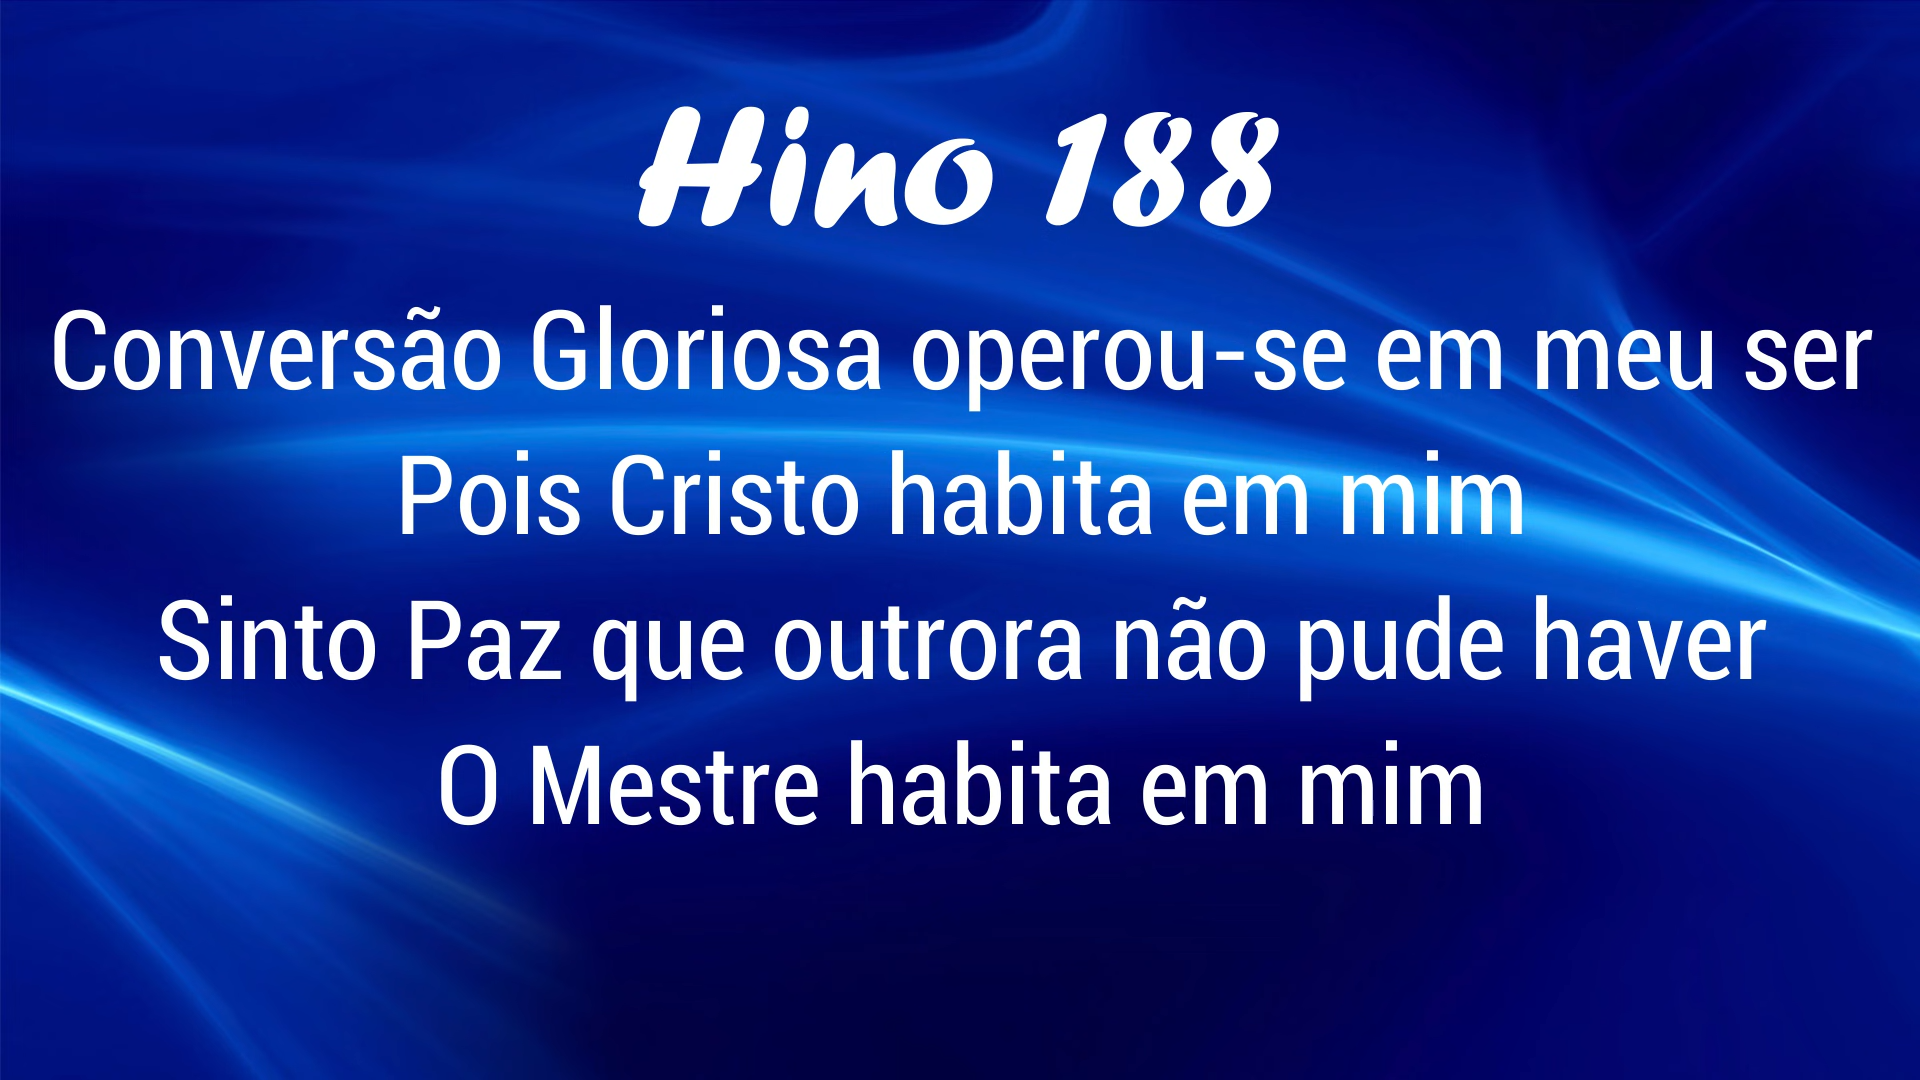 Hino 188
Conversão Gloriosa operou-se em meu ser
Pois Cristo habita em mim
Sinto Paz que outrora não pude haver
O Mestre habita em mim